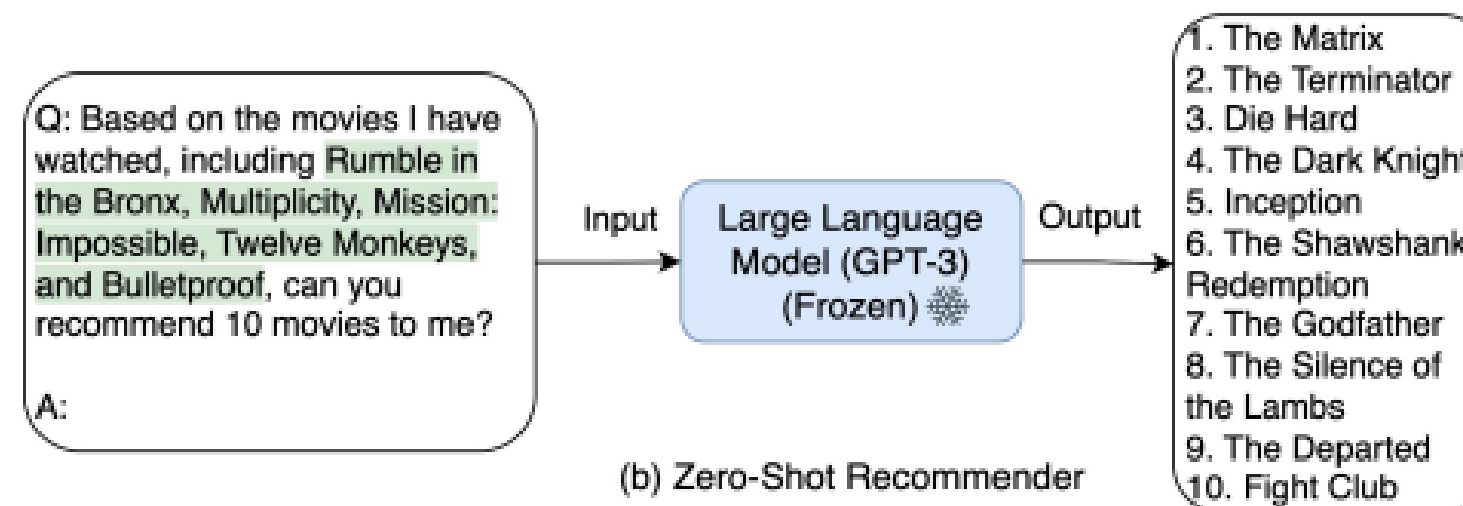 Q: Based on the movies I have
watched, including Rumble in
the Bronx, Multiplicity, Mission:
Impossible, Twelve Monkeys,
and Bulletproof, can you
recommend 10 movies to me?
A:
Input
Large Language
Model (GPT-3)
(Frozen)
Output
1. The Matrix
2. The Terminator
3. Die Hard
4. The Dark Knight
5. Inception
6. The Shawshank
Redemption
7. The Godfather
8. The Silence of
the Lambs
9. The Departed
10. Fight Club
(b) Zero-Shot Recommender